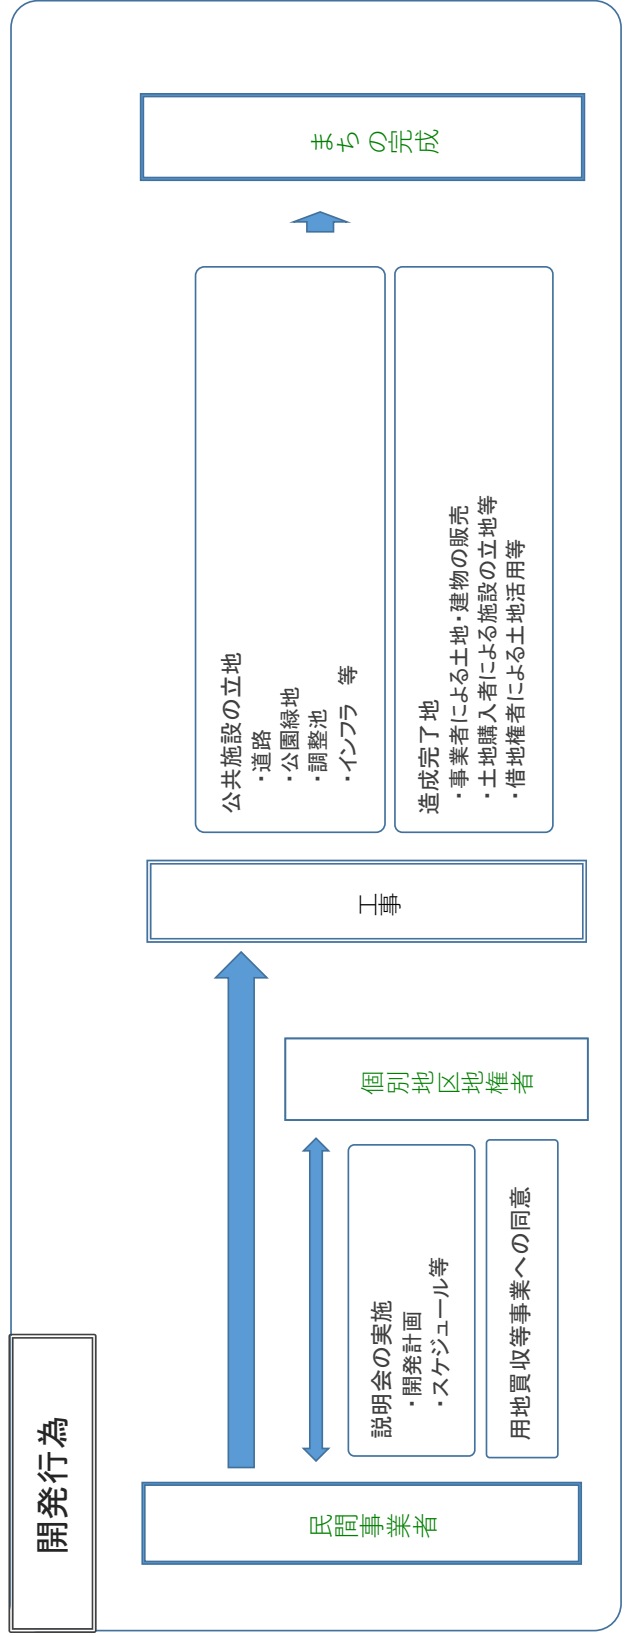 開発行為
民間事業者
説明会の実施
・開発計画
・スケジュール等
用地買収等事業への同意
個別地区地権者
工事
公共施設の立地
・道路
・公園緑地
・調整池
・インフラ 等
造成完了地
・事業者による土地・建物の販売
・土地購入者による施設の立地等
・借地権者による土地活用等
まちの完成